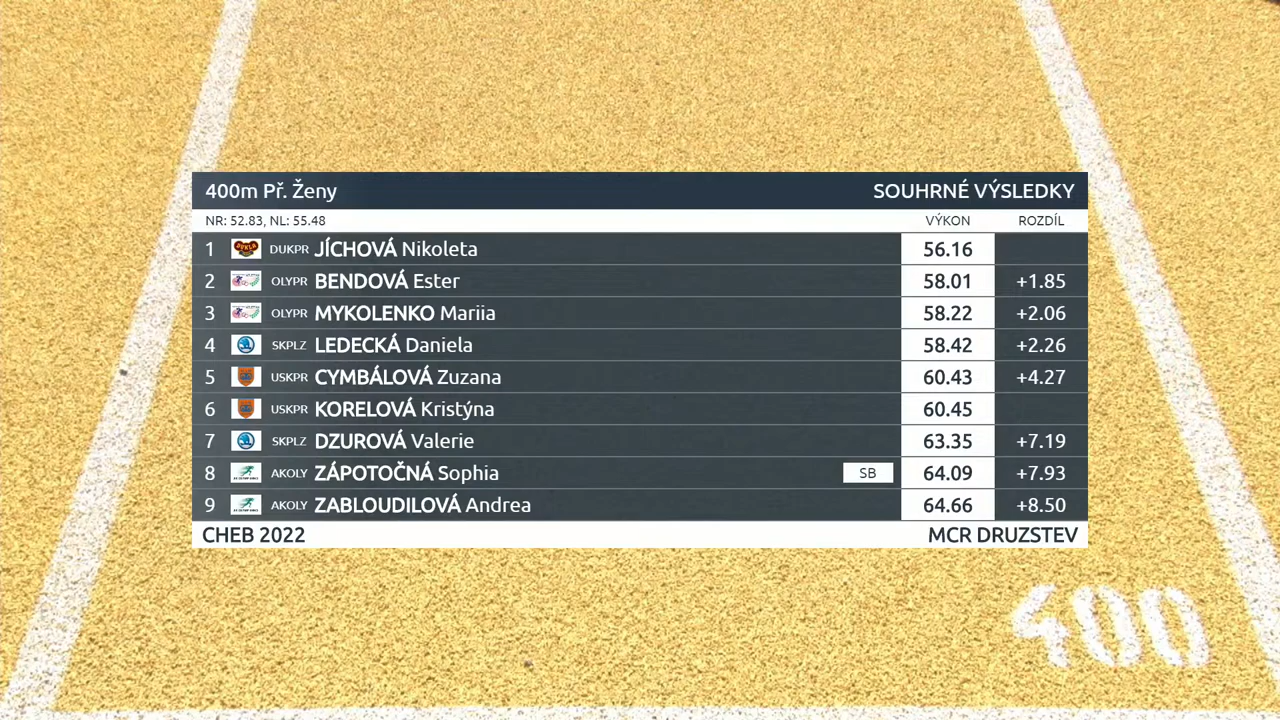 400m Př. Ženy SOUHRNÉ VÝSLEDKY
NR: 52.83, NL: 55.48 VÝKON ROZDÍL
1 DUKLA DUKPR JÍCHOVÁ Nikoleta 56.16
2 OLYPR BENDOVÁ Ester 58.01 +1.85
3 OLYPR MYKOLENKO Mariia 58.22 +2.06
4 SKPLZ LEDECKÁ Daniela 58.42 +2.26
5 USKPR CYMBÁLOVÁ Zuzana 60.43 +4.27
6 USKPR KORELOVÁ Kristýna 60.45
7 SKPLZ DZUROVÁ Valerie 63.35 +7.19
8 AKOLY ZÁPOTOČNÁ Sophia SB 64.09 +7.93
9 AKOLY ZABLOUDILOVÁ Andrea 64.66 +8.50
CHEB 2022 MCR DRUZSTEV
400